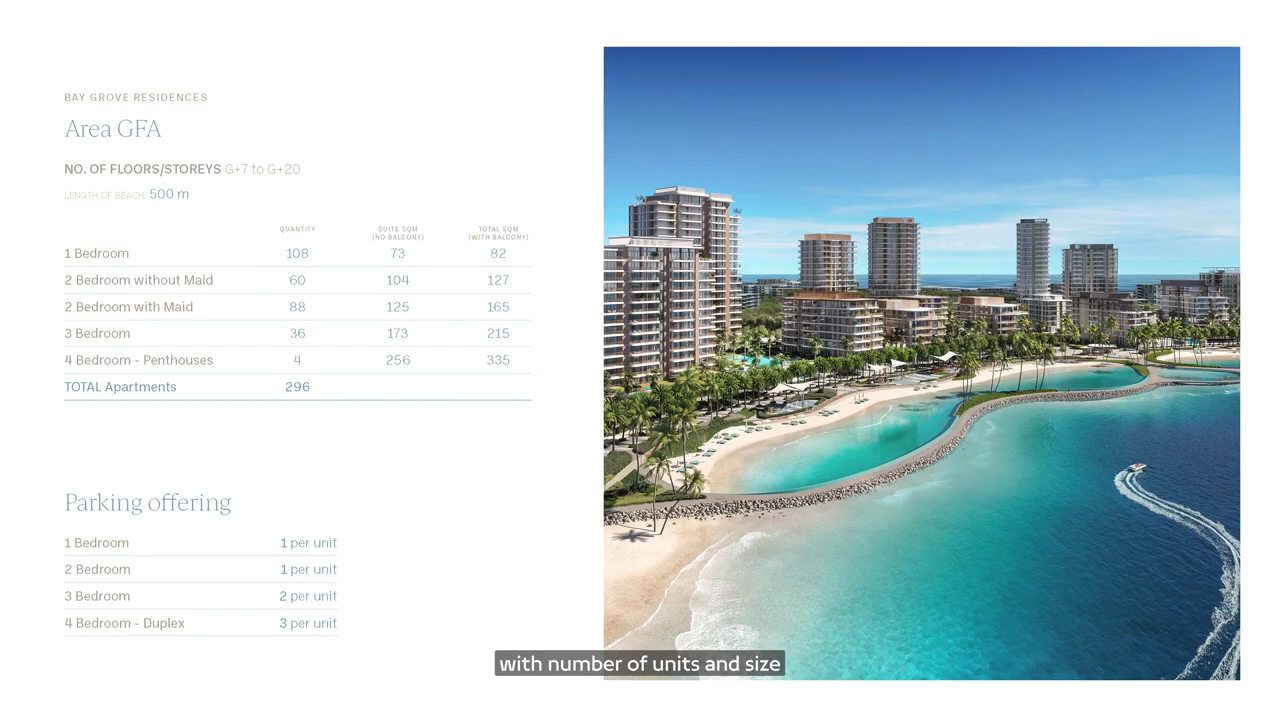 BAY GROVE RESIDENCES
Area GFA
NO. OF FLOORS/STOREYS G+7 to G+20
LENGTH OF BEACH: 500 m
QUANTITY SUITE SQM (NO BALCONY) TOTAL SQM (WITH BALCONY)
1 Bedroom 108 73 82
2 Bedroom without Maid 60 104 127
2 Bedroom with Maid 88 125 165
3 Bedroom 36 173 215
4 Bedroom - Penthouses 4 256 335
TOTAL Apartments 296
Parking offering
1 Bedroom 1 per unit
2 Bedroom 1 per unit
3 Bedroom 2 per unit
4 Bedroom - Duplex 3 per unit
with number of units and size